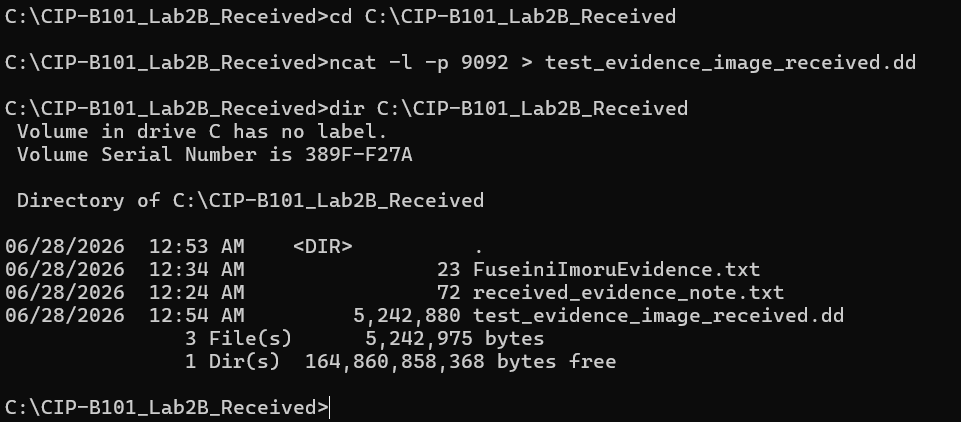 C:\CIP-B101_Lab2B_Received>cd C:\CIP-B101_Lab2B_Received
C:\CIP-B101_Lab2B_Received>ncat -l -p 9092 > test_evidence_image_received.dd
C:\CIP-B101_Lab2B_Received>dir C:\CIP-B101_Lab2B_Received
 Volume in drive C has no label.
 Volume Serial Number is 389F-F27A
 Directory of C:\CIP-B101_Lab2B_Received
06/28/2026  12:53 AM    <DIR>          .
06/28/2026  12:34 AM                23 FuseiniImoruEvidence.txt
06/28/2026  12:24 AM                72 received_evidence_note.txt
06/28/2026  12:54 AM         5,242,880 test_evidence_image_received.dd
               3 File(s)      5,242,975 bytes
               1 Dir(s)  164,860,858,368 bytes free
C:\CIP-B101_Lab2B_Received>